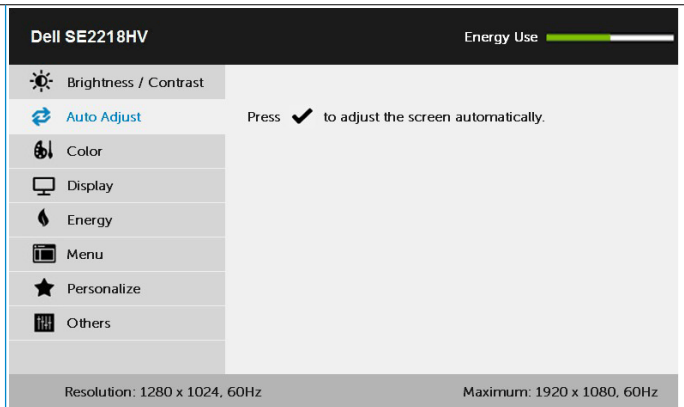 Dell SE2218HV
Energy Use
Brightness / Contrast
Auto Adjust
Press ✔ to adjust the screen automatically.
Color
Display
Energy
Menu
Personalize
Others
Resolution: 1280 x 1024, 60Hz
Maximum: 1920 x 1080, 60Hz